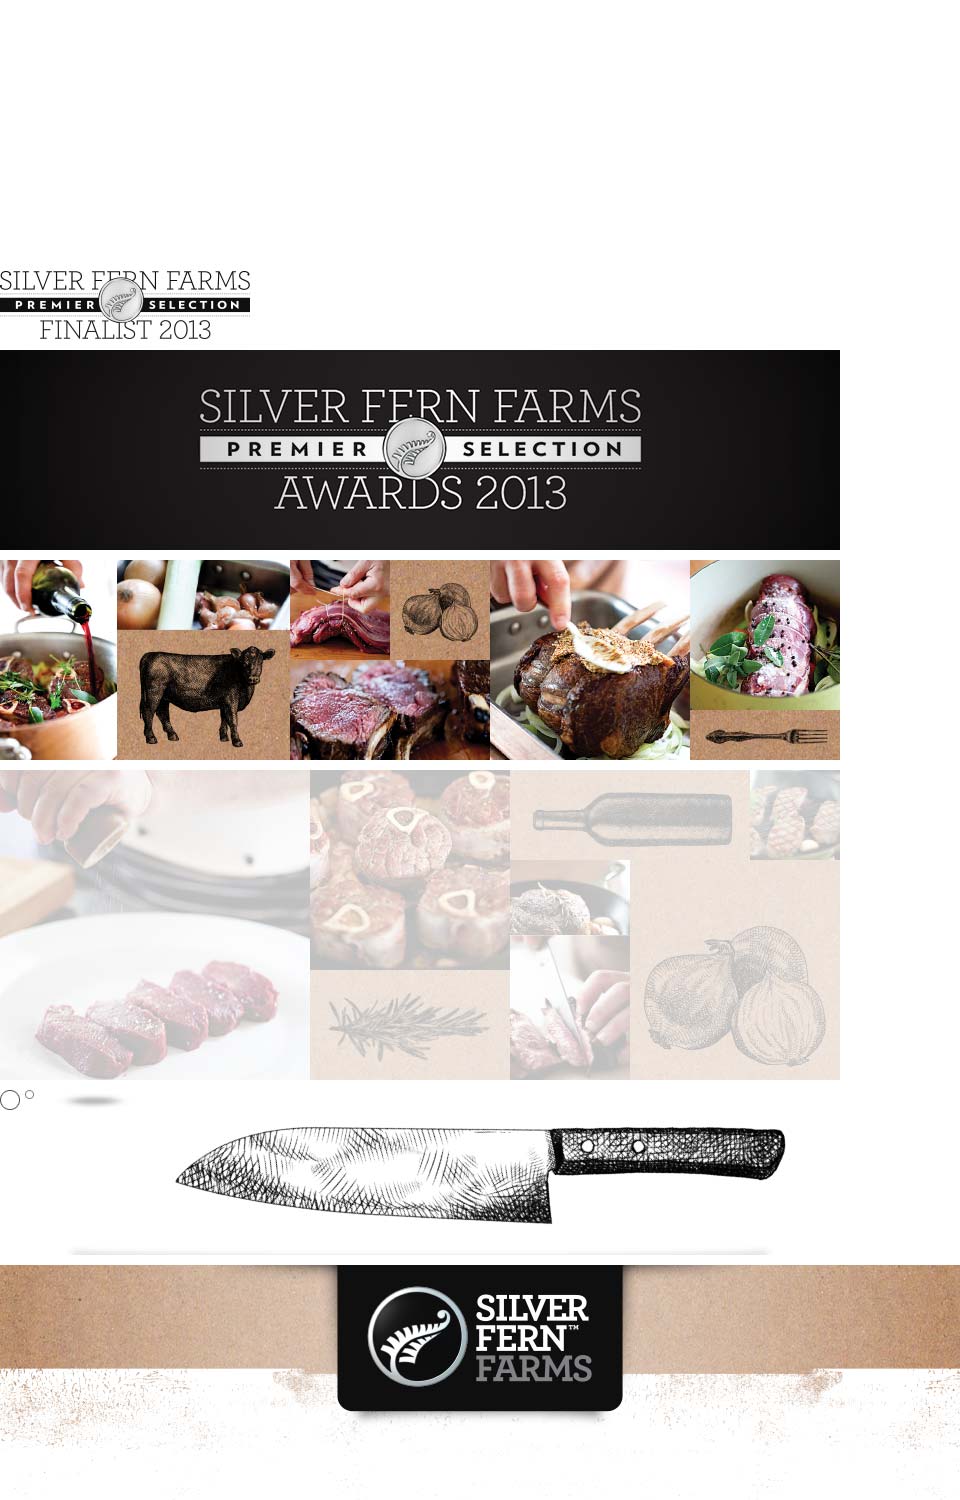 SILVER FERN FARMS
PREMIER SELECTION
FINALIST 2013
SILVER FERN FARMS
PREMIER SELECTION
AWARDS 2013
SILVER
FERN™
FARMS